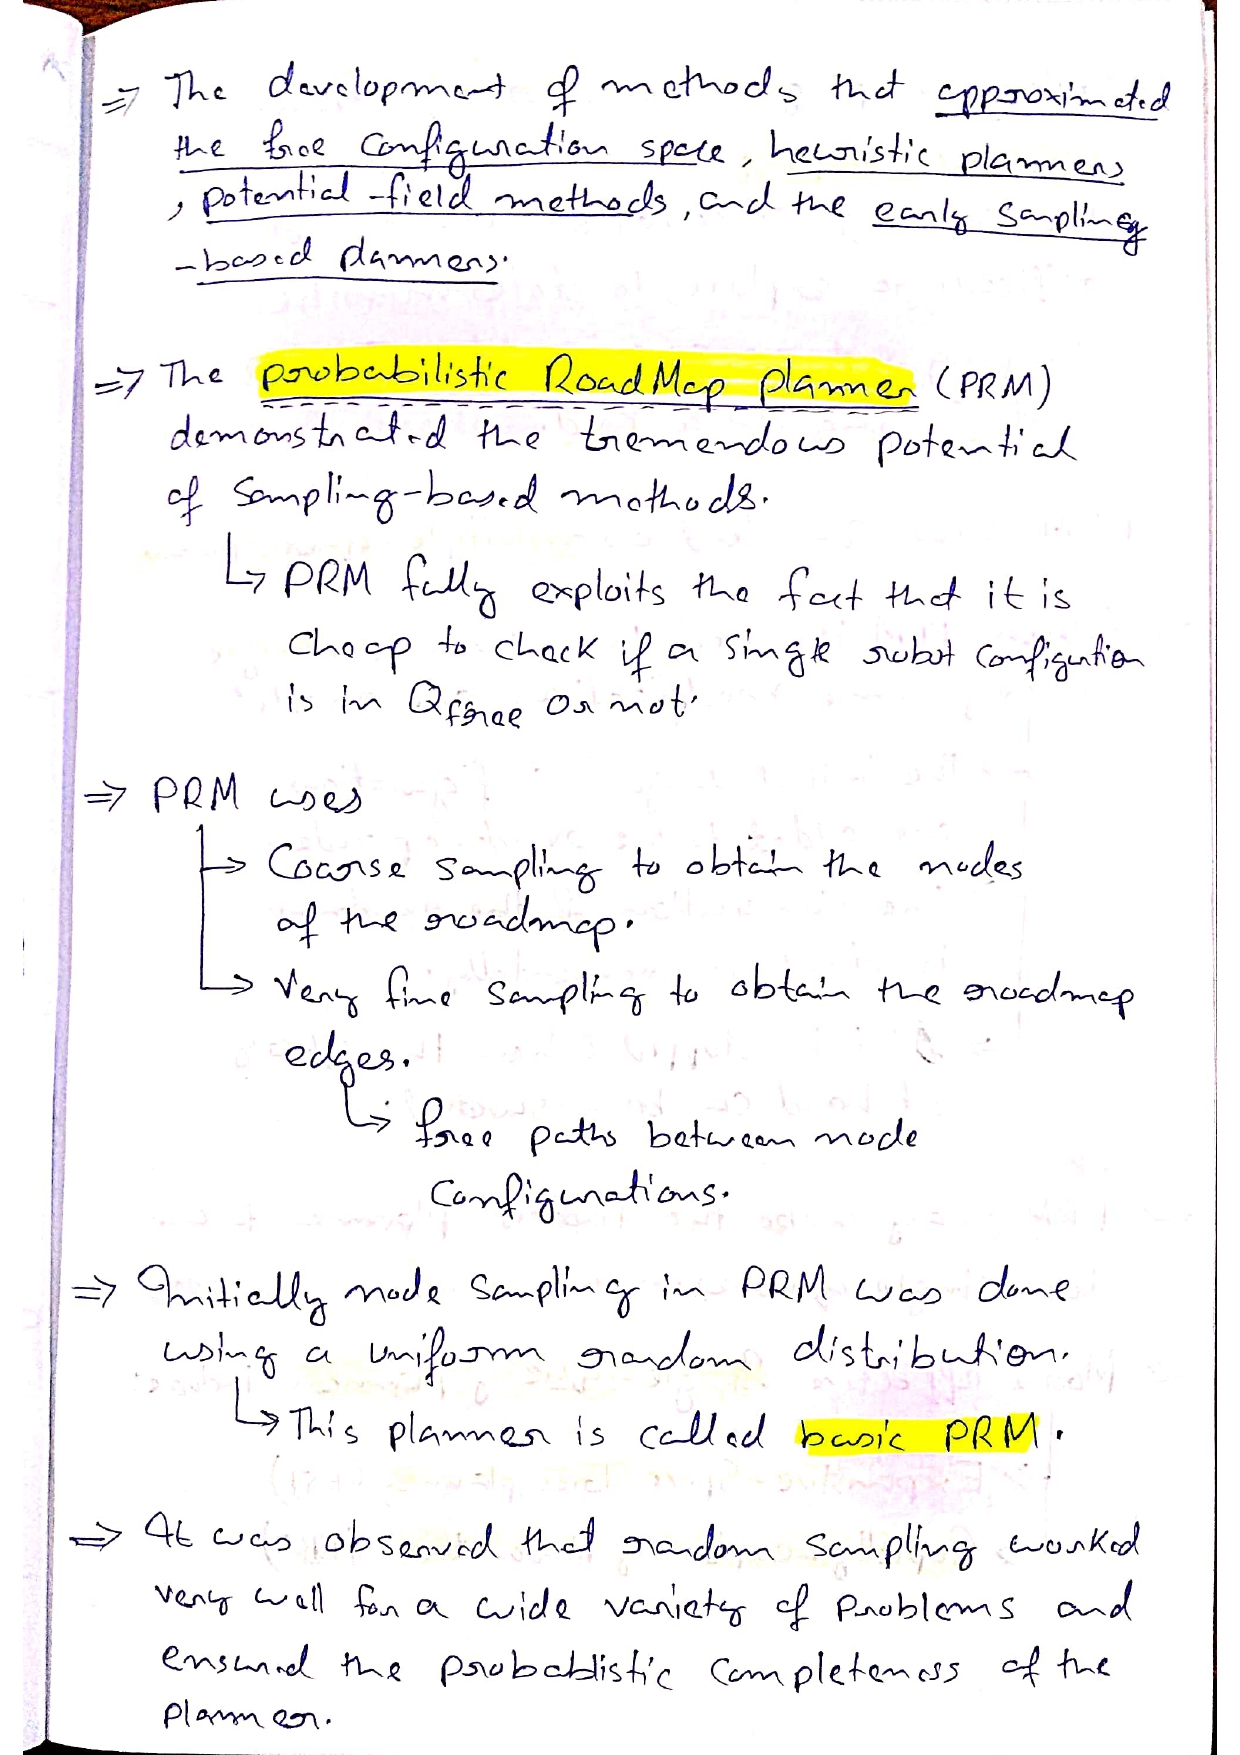 ⇒ The development of methods that approximated
the free configuration space, heuristic planners
, potential-field methods, and the early sampling
-based planners.
⇒ The probabilistic RoadMap planner (PRM)
demonstrated the tremendous potential
of Sampling-based methods.
↳ PRM fully exploits the fact that it is
cheap to check if a single robot configuration
is in Qfree or not.
⇒ PRM uses
↳ Coarse sampling to obtain the nodes
of the roadmap.
↳ Very fine sampling to obtain the roadmap
edges.
↳ free paths between node
configurations.
⇒ Initially node sampling in PRM was done
using a uniform random distribution.
↳ This planner is called basic PRM.
⇒ It was observed that random sampling worked
very well for a wide variety of problems and
ensured the probablistic completeness of the
planner.